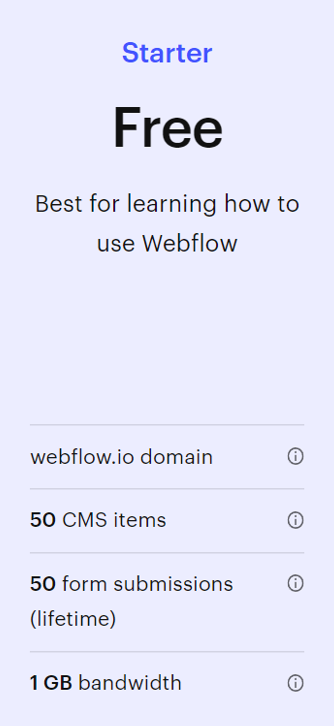 Starter
Free
Best for learning how to
use Webflow
webflow.io domain
50 CMS items
50 form submissions
(lifetime)
1 GB bandwidth